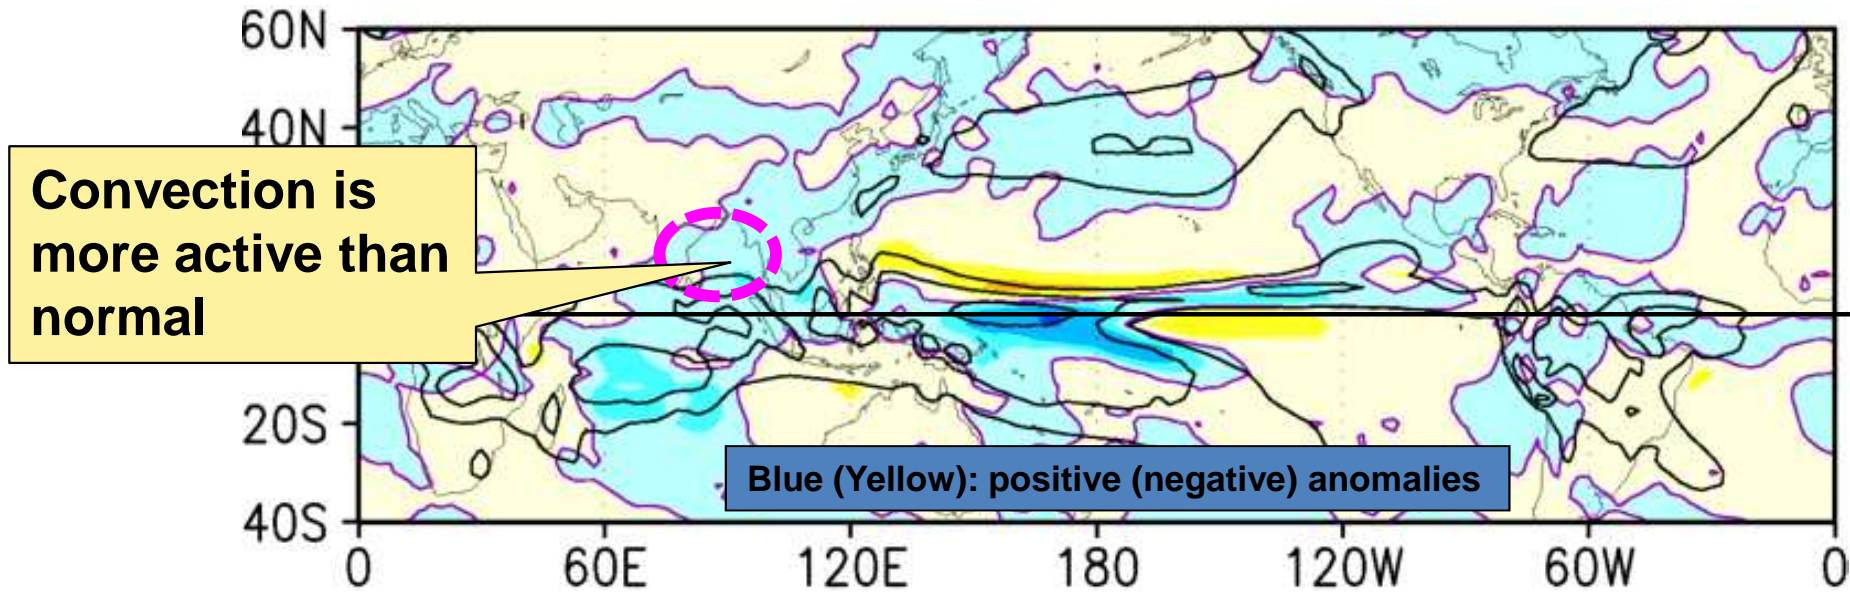 60N
40N
Convection is
more active than
normal
20S
Blue (Yellow): positive (negative) anomalies
40S
0 60E 120E 180 120W 60W 0